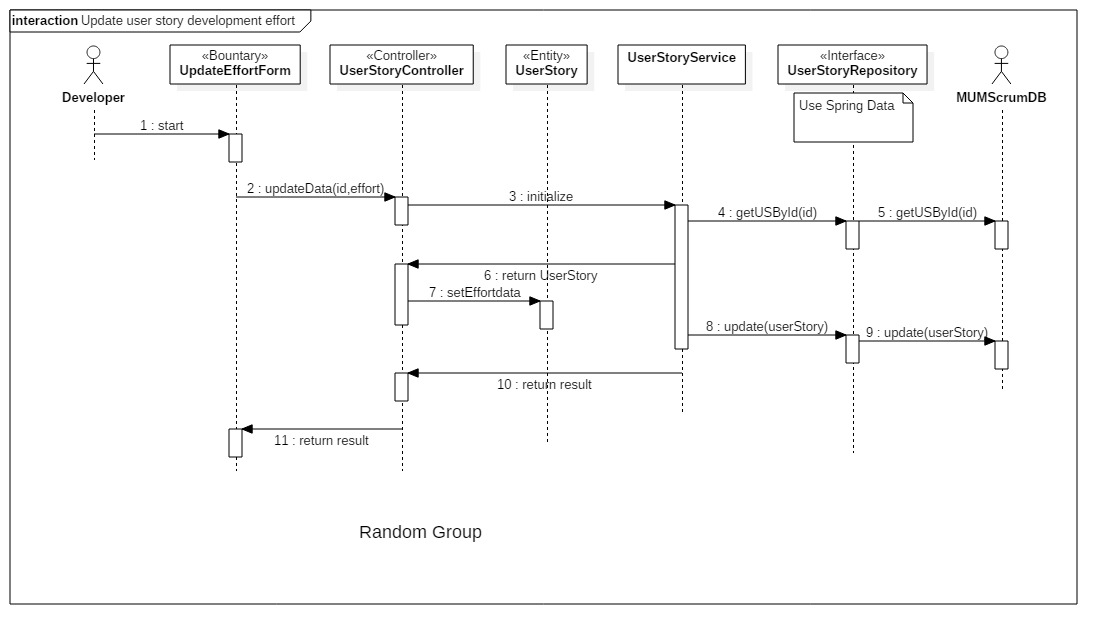 interaction Update user story development effort
Developer
«Bountary»
UpdateEffortForm
«Controller»
UserStoryController
«Entity»
UserStory
UserStoryService
«Interface»
UserStoryRepository
MUMScrumDB
Use Spring Data
1 : start
2 : updateData(id,effort)
3 : initialize
4 : getUSById(id)
5 : getUSById(id)
6 : return UserStory
7 : setEffortdata
8 : update(userStory)
9 : update(userStory)
10 : return result
11 : return result
Random Group